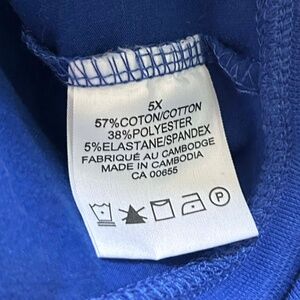 5X
57%COTON/COTTON
38%POLYESTER
5%ELASTANE/SPANDEX
FABRIQUÉ AU CAMBODGE
MADE IN CAMBODIA
CA 00655
P